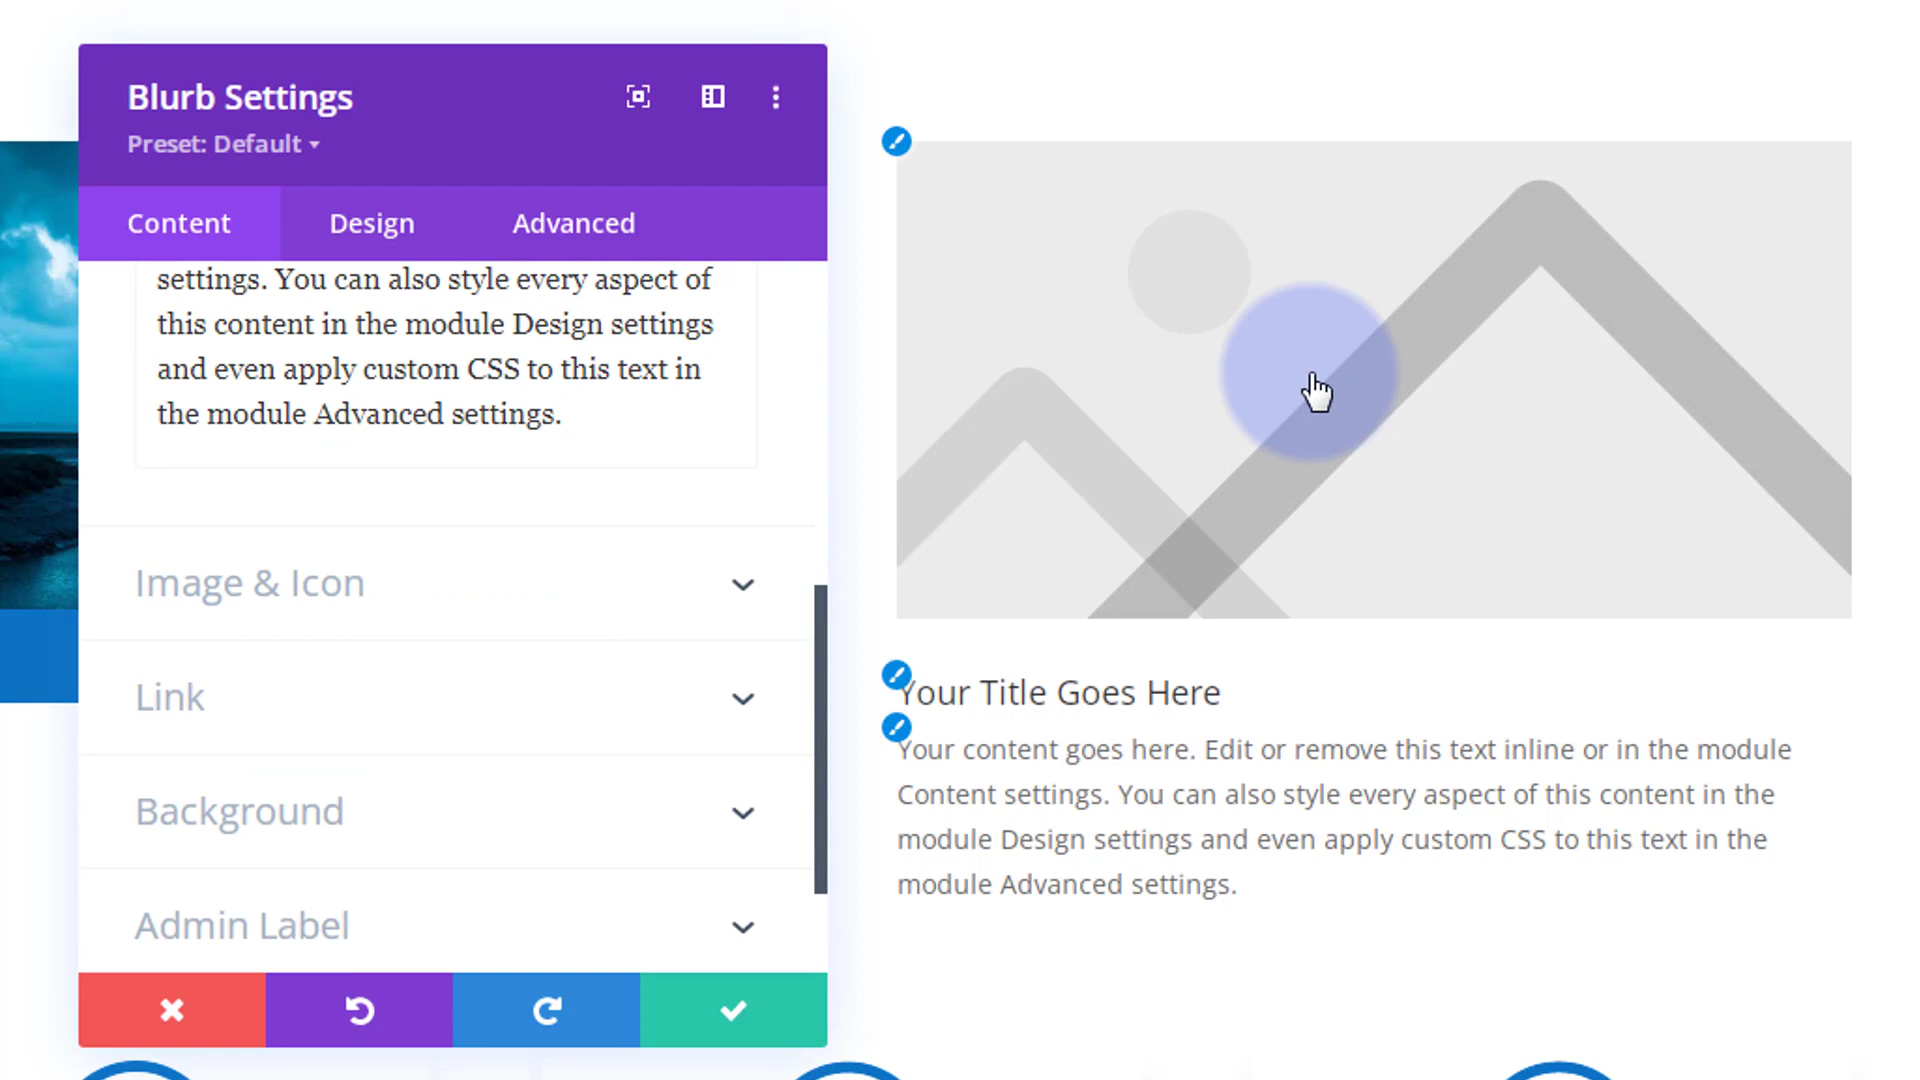 Blurb Settings
Preset: Default
Content
Design
Advanced
settings. You can also style every aspect of
this content in the module Design settings
and even apply custom CSS to this text in
the module Advanced settings.
Image & Icon
Link
Background
Admin Label
Your Title Goes Here
Your content goes here. Edit or remove this text inline or in the module
Content settings. You can also style every aspect of this content in the
module Design settings and even apply custom CSS to this text in the
module Advanced settings.